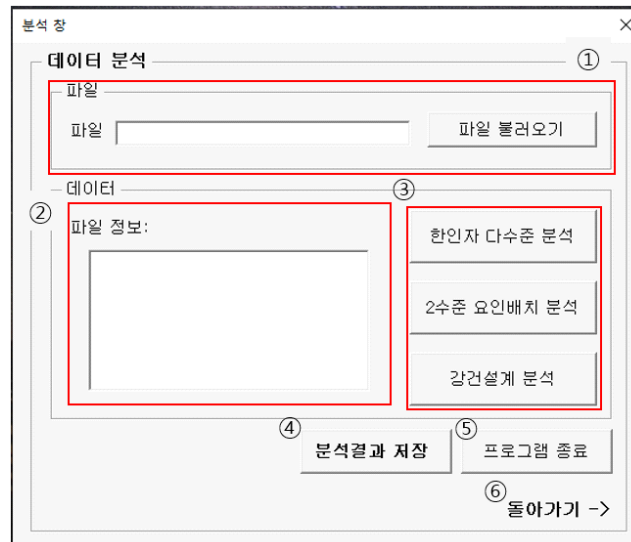 분석 창
데이터 분석
①
파일
파일
파일 불러오기
데이터
②
③
파일 정보:
한인자 다수준 분석
2수준 요인배치 분석
강건설계 분석
④
⑤
분석결과 저장
프로그램 종료
⑥
돌아가기 ->